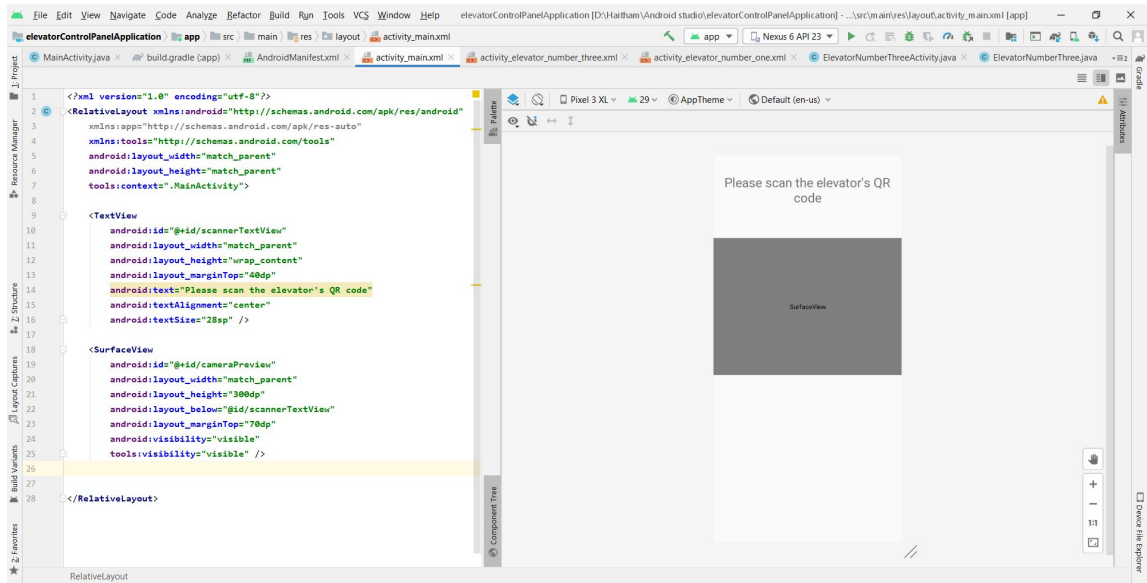 File Edit View Navigate Code Analyze Refactor Build Run Tools VCS Window Help elevatorControlPanelApplication [D:\Haitham\Android studio\elevatorControlPanelApplication] - ...\src\main\res\layout\activity_main.xml [app]
elevatorControlPanelApplication app src main res layout activity_main.xml app Nexus 6 API 23
MainActivity.java build.gradle (:app) AndroidManifest.xml activity_main.xml activity_elevator_number_three.xml activity_elevator_number_one.xml ElevatorNumberThreeActivity.java ElevatorNumberThree.java
1: Project
Resource Manager
2: Structure
Layout Captures
Build Variants
2: Favorites
1 <?xml version="1.0" encoding="utf-8"?>
2 <RelativeLayout xmlns:android="http://schemas.android.com/apk/res/android"
3 xmlns:app="http://schemas.android.com/apk/res-auto"
4 xmlns:tools="http://schemas.android.com/tools"
5 android:layout_width="match_parent"
6 android:layout_height="match_parent"
7 tools:context=".MainActivity">
8
9 <TextView
10 android:id="@+id/scannerTextView"
11 android:layout_width="match_parent"
12 android:layout_height="wrap_content"
13 android:layout_marginTop="40dp"
14 android:text="Please scan the elevator's QR code"
15 android:textAlignment="center"
16 android:textSize="28sp" />
17
18 <SurfaceView
19 android:id="@+id/cameraPreview"
20 android:layout_width="match_parent"
21 android:layout_height="300dp"
22 android:layout_below="@id/scannerTextView"
23 android:layout_marginTop="70dp"
24 android:visibility="visible"
25 tools:visibility="visible" />
26
27
28 </RelativeLayout>
RelativeLayout
Palette
Component Tree
Pixel 3 XL 29 AppTheme Default (en-us)
Please scan the elevator's QR
code
SurfaceView
1:1
Gradle
Attributes
Device File Explorer